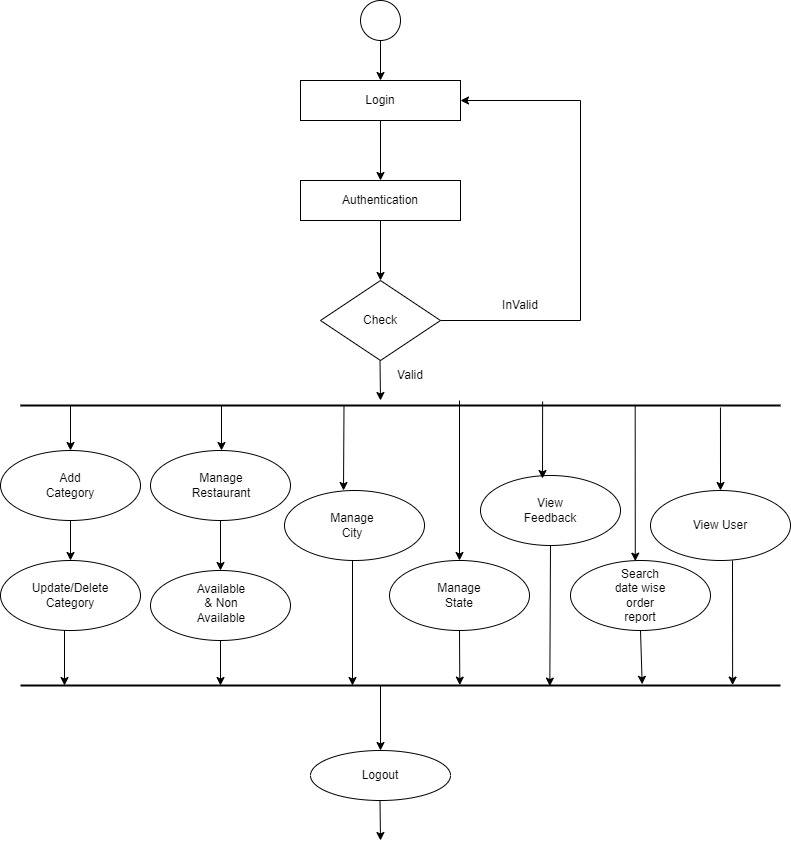 Login
Authentication
Check
InValid
Valid
Add
Category
Manage
Restaurant
Manage
City
View
Feedback
View User
Update/Delete
Category
Available
& Non
Available
Manage
State
Search
date wise
order
report
Logout